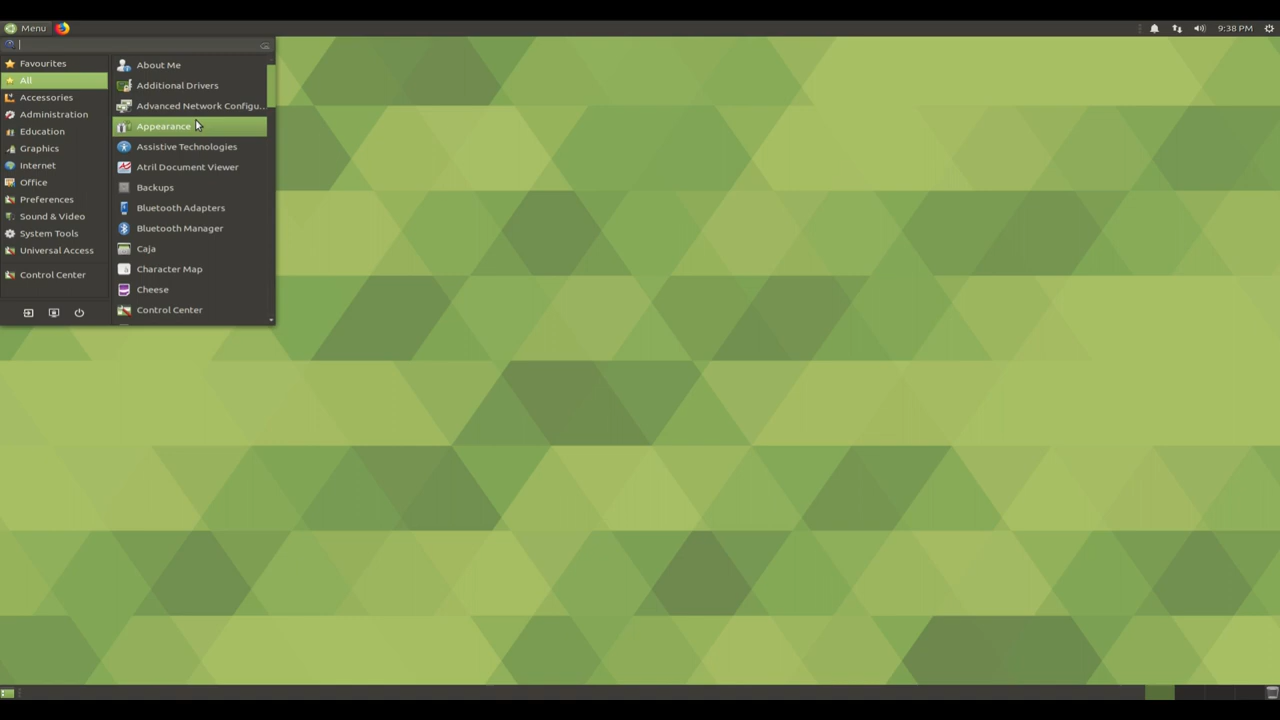 Menu
9:38 PM
Favourites
All
Accessories
Administration
Education
Graphics
Internet
Office
Preferences
Sound & Video
System Tools
Universal Access
Control Center
About Me
Additional Drivers
Advanced Network Configu...
Appearance
Assistive Technologies
Atril Document Viewer
Backups
Bluetooth Adapters
Bluetooth Manager
Caja
Character Map
Cheese
Control Center